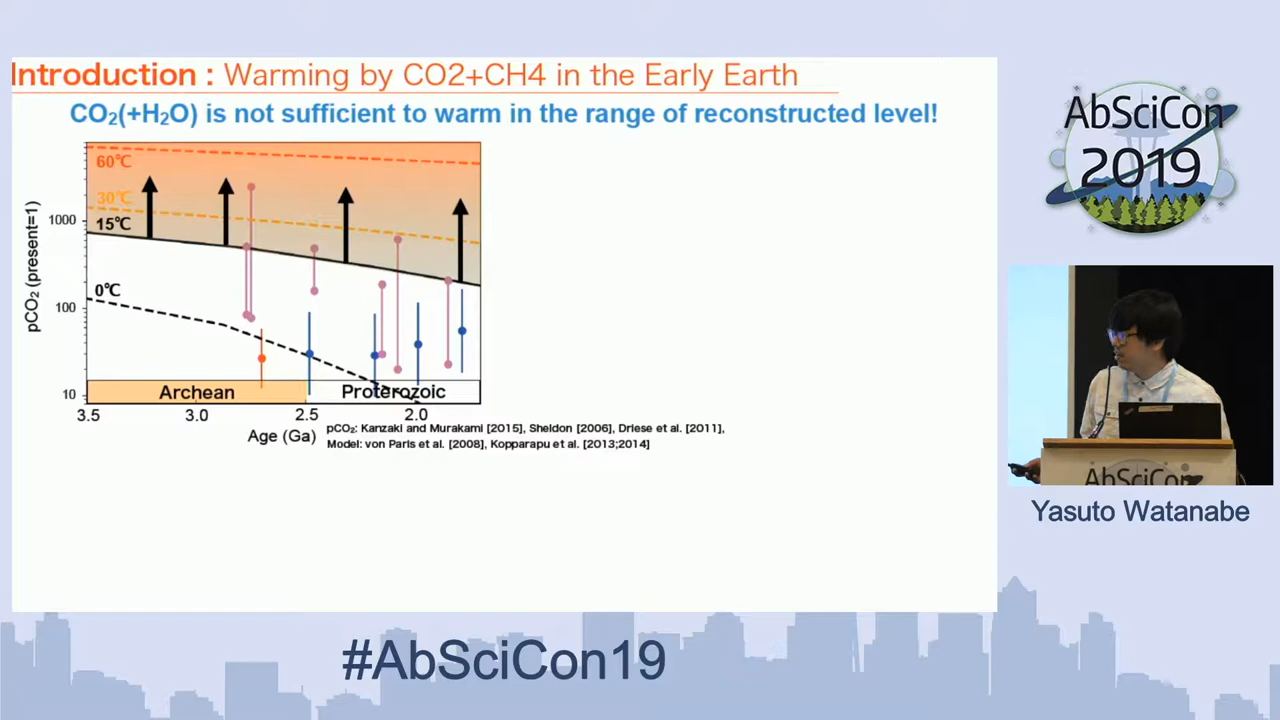 Introduction : Warming by CO2+CH4 in the Early Earth
CO₂(+H₂O) is not sufficient to warm in the range of reconstructed level!
60℃
30℃
15℃
0℃
pCO₂ (present=1)
1000
100
10
Archean
Proterozoic
3.5
3.0
2.5
2.0
Age (Ga)
pCO₂: Kanzaki and Murakami [2015], Sheldon [2006], Driese et al. [2011],
Model: von Paris et al. [2008], Kopparapu et al. [2013;2014]
AbSciCon
2019
AbSciCon
Yasuto Watanabe
#AbSciCon19